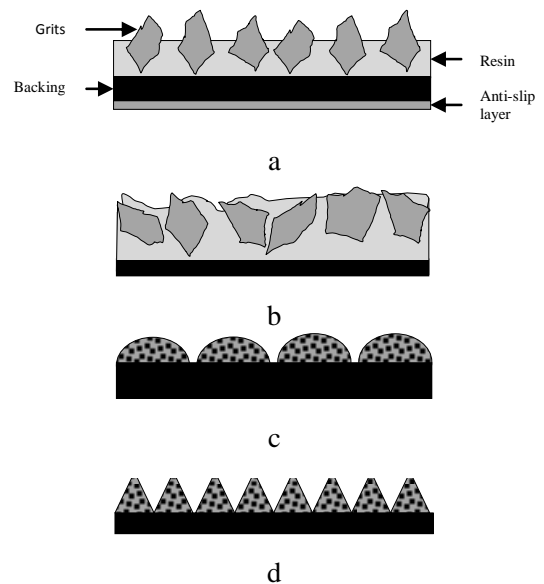 Grits
Resin
Backing
Anti-slip
layer
a
b
c
d